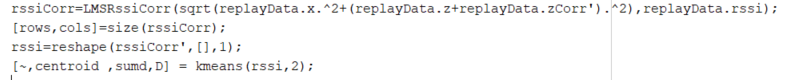 rssiCorr=LMSRssiCorr(sqrt(replayData.x.^2+(replayData.z+replayData.zCorr').^2),replayData.rssi);
[rows,cols]=size(rssiCorr);
rssi=reshape(rssiCorr',[],1);
[~,centroid ,sumd,D] = kmeans(rssi,2);